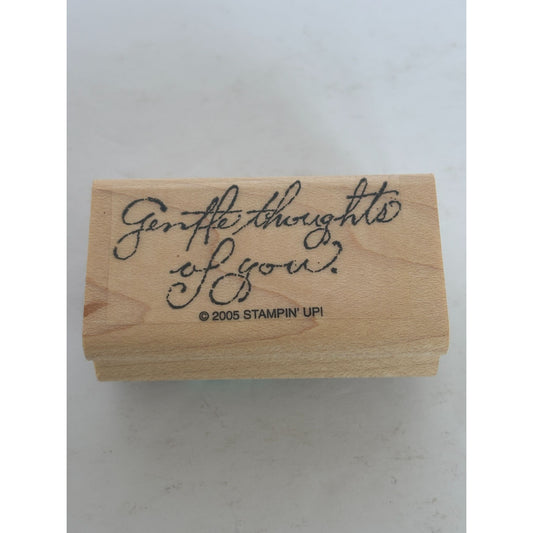 Gentle thoughts
of you.
© 2005 STAMPIN' UP!